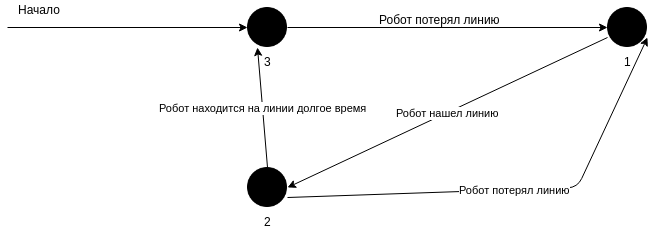 Начало
Робот потерял линию
3
1
Робот находится на линии долгое время
Робот нашел линию
Робот потерял линию
2